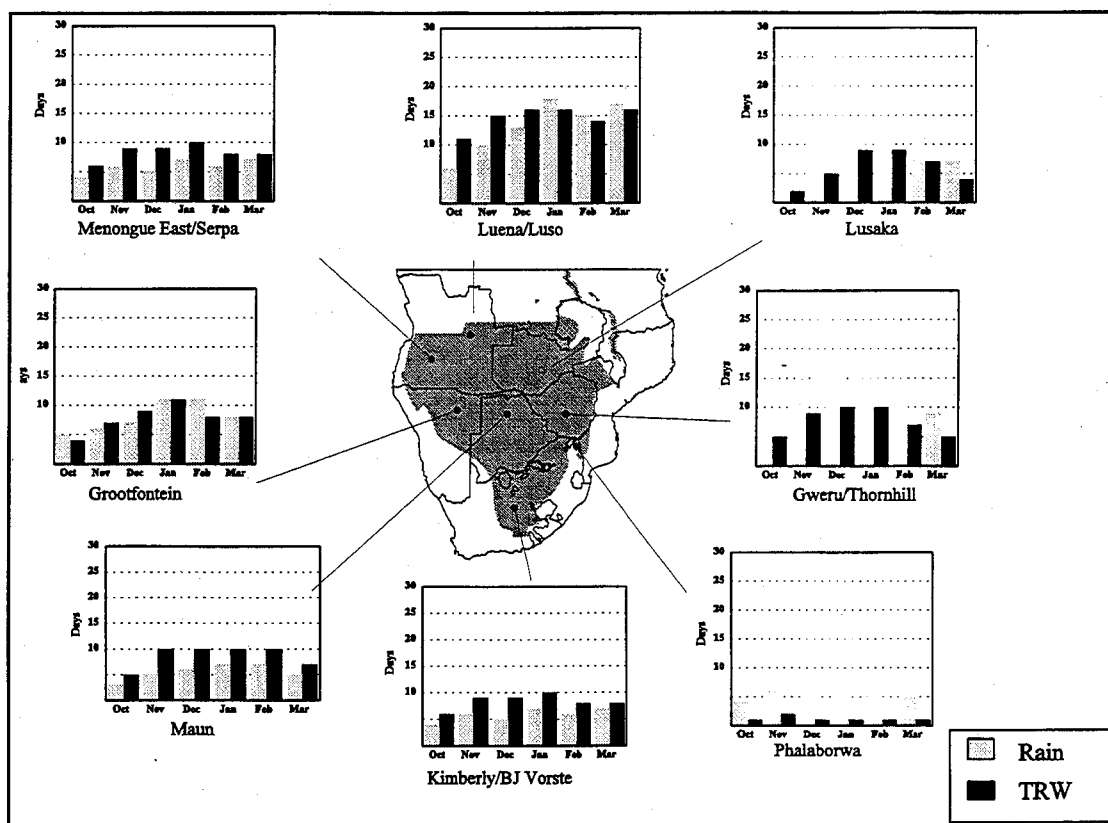 30
25
20
15
10
Days
Oct Nov Dec Jan Feb Mar
Menongue East/Serpa
30
25
20
15
10
Days
Oct Nov Dec Jan Feb Mar
Luena/Luso
30
25
20
15
10
Days
Oct Nov Dec Jan Feb Mar
Lusaka
30
25
20
15
10
ays
Oct Nov Dec Jan Feb Mar
Grootfontein
30
25
20
15
10
Days
Oct Nov Dec Jan Feb Mar
Gweru/Thornhill
30
25
20
15
10
Days
Oct Nov Dec Jan Feb Mar
Maun
30
25
20
15
10
Days
Oct Nov Dec Jan Feb Mar
Kimberly/BJ Vorste
30
25
20
15
10
Days
Oct Nov Dec Jan Feb Mar
Phalaborwa
Rain
TRW